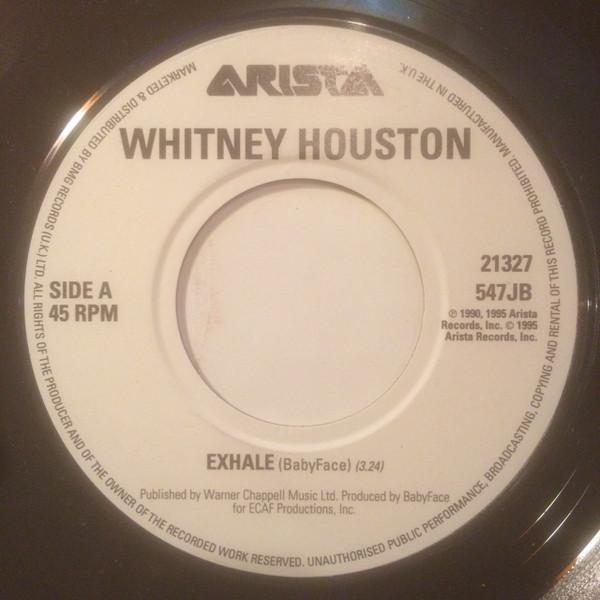 ARISTA
WHITNEY HOUSTON
SIDE A
45 RPM
21327
547JB
℗ 1990, 1995 Arista
Records, Inc. © 1995
Arista Records, Inc.
EXHALE (BabyFace) (3.24)
Published by Warner Chappell Music Ltd. Produced by BabyFace
for ECAF Productions, Inc.
MARKETED & DISTRIBUTED BY BMG RECORDS (U.K.) LTD. ALL RIGHTS OF THE PRODUCER AND OF THE OWNER OF THE RECORDED WORK RESERVED. UNAUTHORISED PUBLIC PERFORMANCE, BROADCASTING, COPYING AND RENTAL OF THIS RECORD PROHIBITED. MANUFACTURED IN THE U.K.